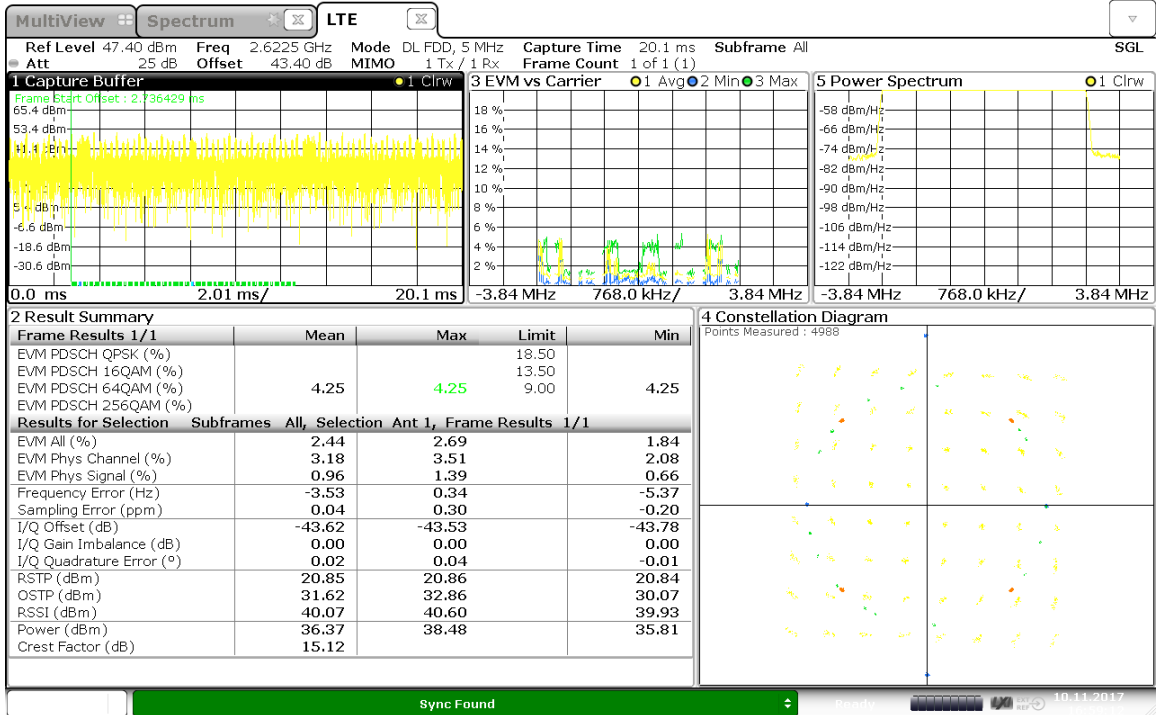 MultiView Spectrum LTE
Ref Level 47.40 dBm Freq 2.6225 GHz Mode DL FDD, 5 MHz Capture Time 20.1 ms Subframe All SGL
Att 25 dB Offset 43.40 dB MIMO 1 Tx / 1 Rx Frame Count 1 of 1 (1)
1 Capture Buffer 1 Clrw
Frame Start Offset : 2.736429 ms
65.4 dBm
53.4 dBm
41.4 dBm
5.4 dBm
-6.6 dBm
-18.6 dBm
-30.6 dBm
0.0 ms 2.01 ms/ 20.1 ms
3 EVM vs Carrier 1 Avg 2 Min 3 Max
18 %
16 %
14 %
12 %
10 %
8 %
6 %
4 %
2 %
-3.84 MHz 768.0 kHz/ 3.84 MHz
5 Power Spectrum 1 Clrw
-58 dBm/Hz
-66 dBm/Hz
-74 dBm/Hz
-82 dBm/Hz
-90 dBm/Hz
-98 dBm/Hz
-106 dBm/Hz
-114 dBm/Hz
-122 dBm/Hz
-3.84 MHz 768.0 kHz/ 3.84 MHz
2 Result Summary
Frame Results 1/1 Mean Max Limit Min
EVM PDSCH QPSK (%) 18.50
EVM PDSCH 16QAM (%) 13.50
EVM PDSCH 64QAM (%) 4.25 4.25 9.00 4.25
EVM PDSCH 256QAM (%)
Results for Selection Subframes All, Selection Ant 1, Frame Results 1/1
EVM All (%) 2.44 2.69 1.84
EVM Phys Channel (%) 3.18 3.51 2.08
EVM Phys Signal (%) 0.96 1.39 0.66
Frequency Error (Hz) -3.53 0.34 -5.37
Sampling Error (ppm) 0.04 0.30 -0.20
I/Q Offset (dB) -43.62 -43.53 -43.78
I/Q Gain Imbalance (dB) 0.00 0.00 0.00
I/Q Quadrature Error (°) 0.02 0.04 -0.01
RSTP (dBm) 20.85 20.86 20.84
OSTP (dBm) 31.62 32.86 30.07
RSSI (dBm) 40.07 40.60 39.93
Power (dBm) 36.37 38.48 35.81
Crest Factor (dB) 15.12
4 Constellation Diagram
Points Measured : 4988
Sync Found
Ready
LXI
EXT
REF
10.11.2017